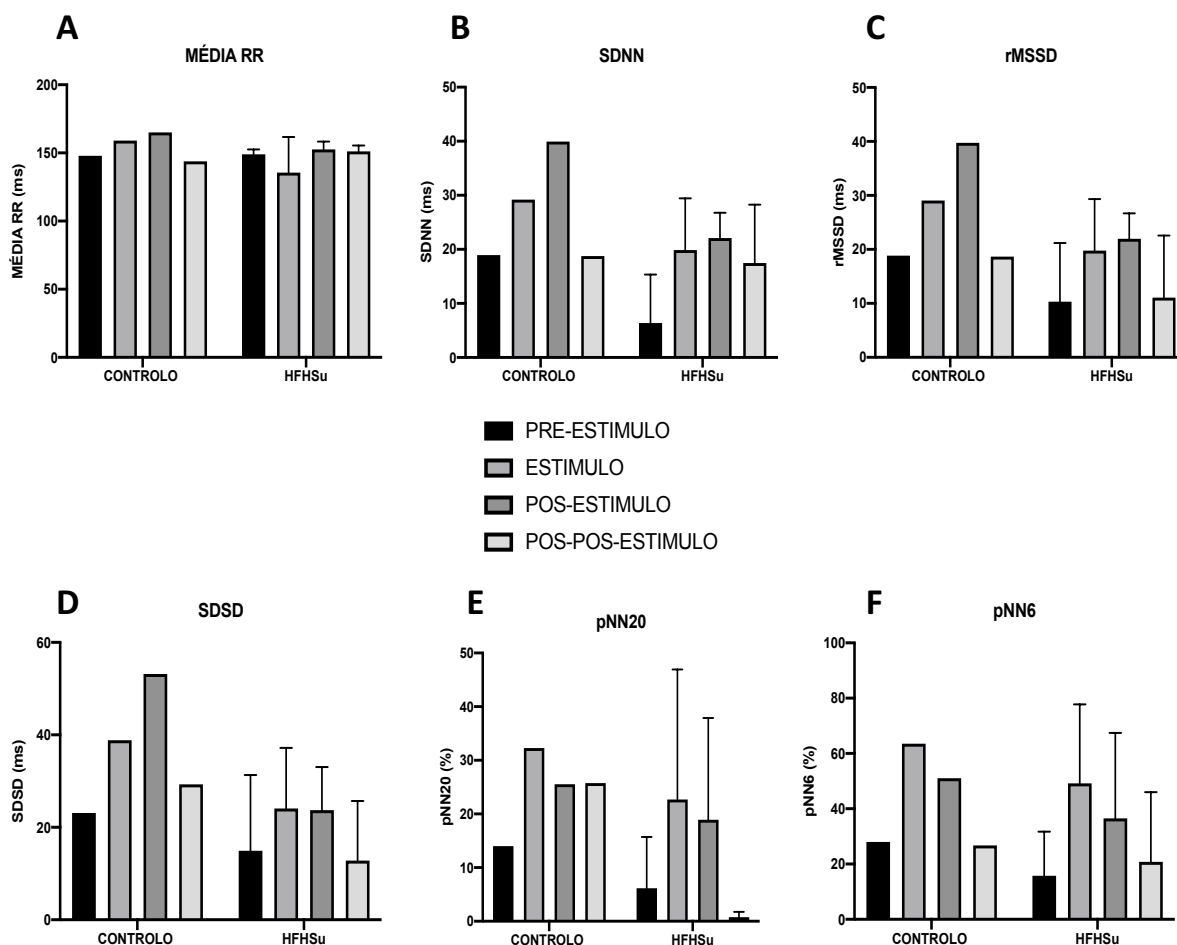 A
MÉDIA RR
MÉDIA RR (ms)
200
150
100
50
0
CONTROLO
HFHSu
B
SDNN
SDNN (ms)
50
40
30
20
10
0
CONTROLO
HFHSu
C
rMSSD
rMSSD (ms)
50
40
30
20
10
0
CONTROLO
HFHSu
PRE-ESTIMULO
ESTIMULO
POS-ESTIMULO
POS-POS-ESTIMULO
D
SDSD
SDSD (ms)
60
40
20
0
CONTROLO
HFHSu
E
pNN20
pNN20 (%)
50
40
30
20
10
0
CONTROLO
HFHSu
F
pNN6
pNN6 (%)
100
80
60
40
20
0
CONTROLO
HFHSu